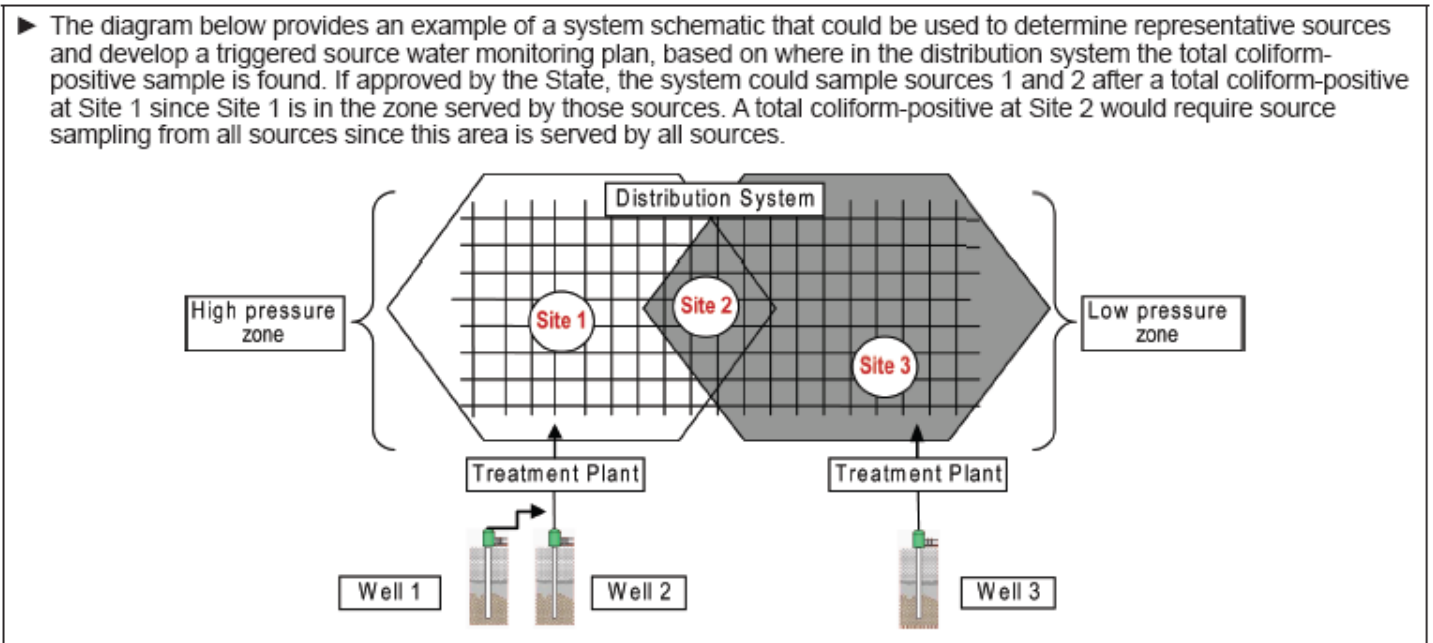 ► The diagram below provides an example of a system schematic that could be used to determine representative sources
and develop a triggered source water monitoring plan, based on where in the distribution system the total coliform-
positive sample is found. If approved by the State, the system could sample sources 1 and 2 after a total coliform-positive
at Site 1 since Site 1 is in the zone served by those sources. A total coliform-positive at Site 2 would require source
sampling from all sources since this area is served by all sources.
Distribution System
High pressure
zone
Site 1
Site 2
Site 3
Low pressure
zone
Treatment Plant
Treatment Plant
Well 1
Well 2
Well 3